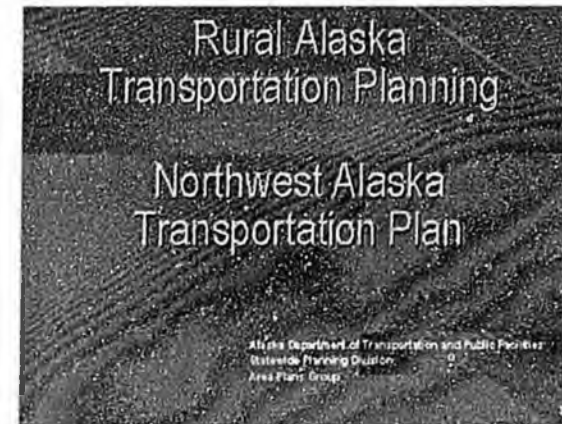 Rural Alaska
Transportation Planning
Northwest Alaska
Transportation Plan
Alaska Department of Transportation and Public Facilities
Statewide Planning Division
Area Plans Group